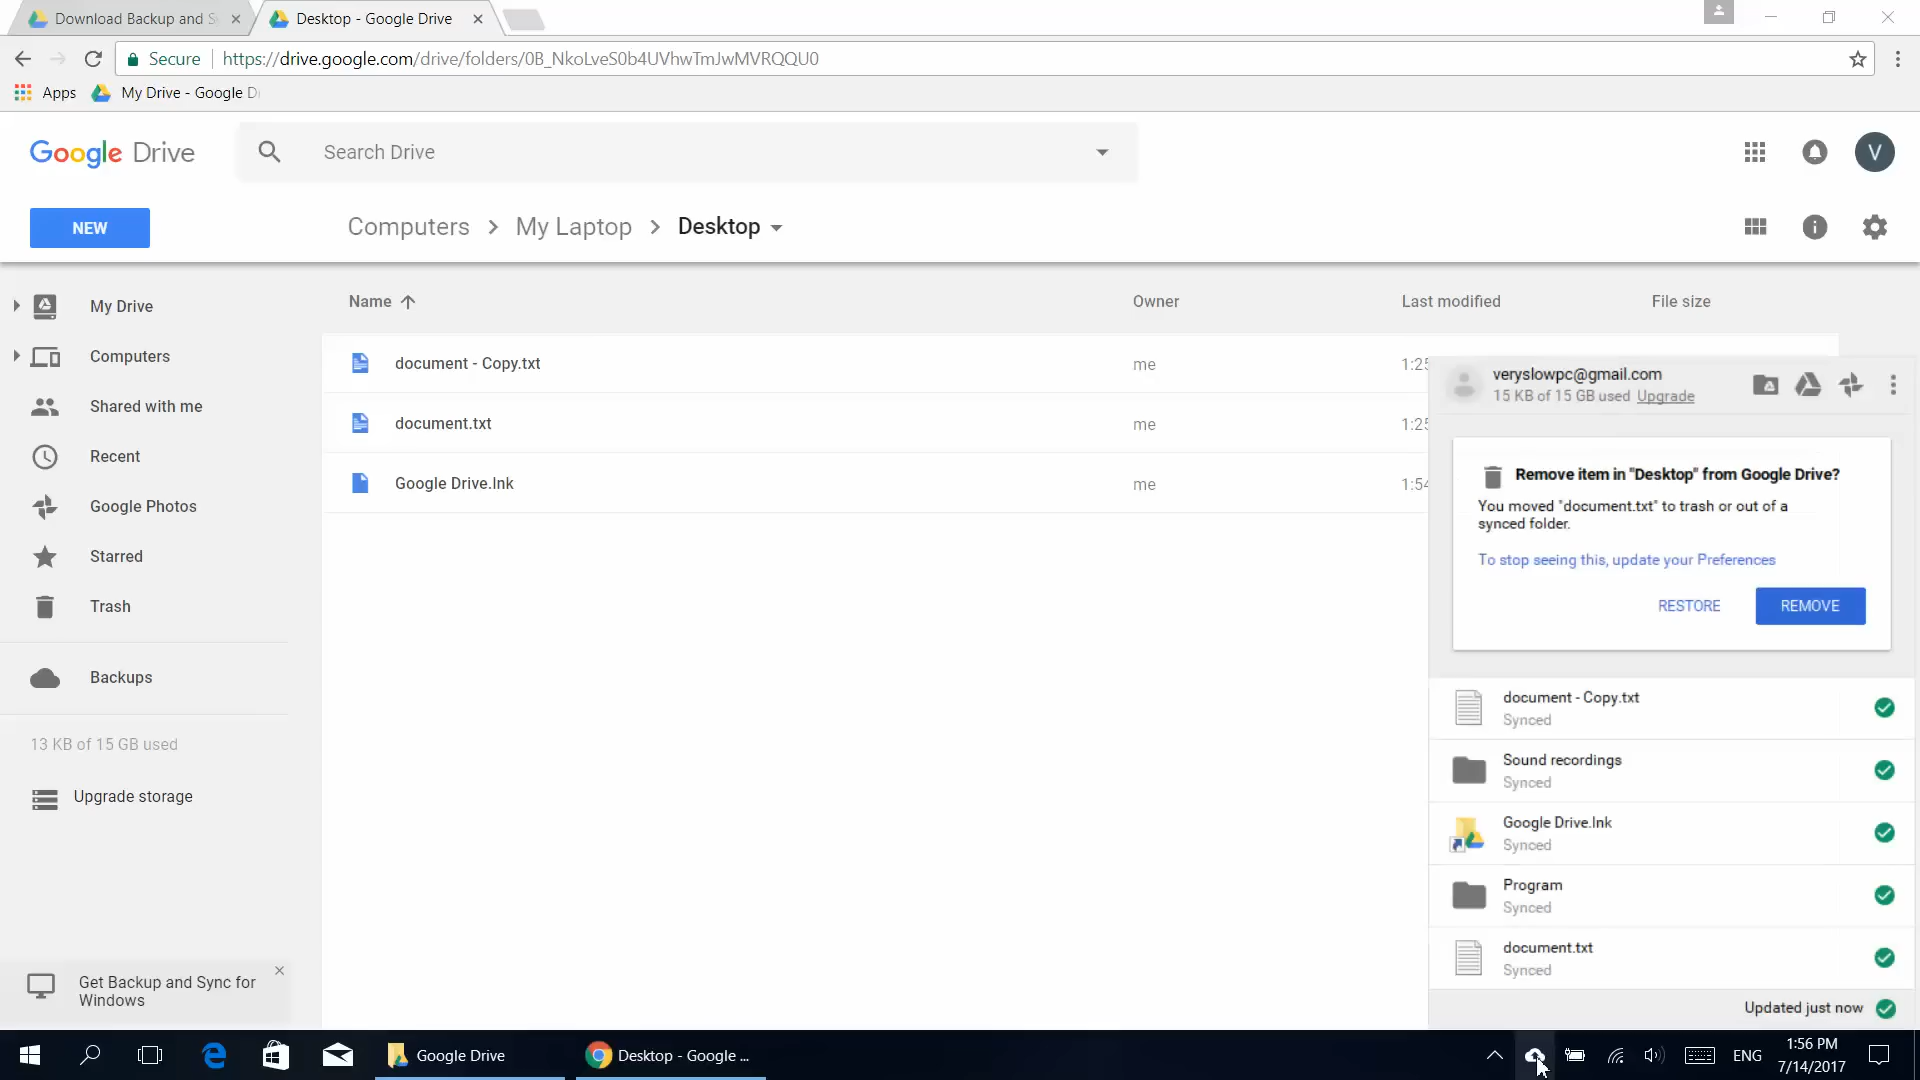 Download Backup and S
Desktop - Google Drive
Secure
https://drive.google.com/drive/folders/0B_NkoLveS0b4UVhwTmJwMVRQQU0
Apps
My Drive - Google D
Google Drive
Search Drive
V
NEW
Computers > My Laptop > Desktop
Name
Owner
Last modified
File size
My Drive
Computers
Shared with me
Recent
Google Photos
Starred
Trash
Backups
13 KB of 15 GB used
Upgrade storage
Get Backup and Sync for
Windows
document - Copy.txt
me
1:25
document.txt
me
1:25
Google Drive.lnk
me
1:54
veryslowpc@gmail.com
15 KB of 15 GB used Upgrade
Remove item in "Desktop" from Google Drive?
You moved "document.txt" to trash or out of a
synced folder.
To stop seeing this, update your Preferences
RESTORE
REMOVE
document - Copy.txt
Synced
Sound recordings
Synced
Google Drive.lnk
Synced
Program
Synced
document.txt
Synced
Updated just now
Google Drive
Desktop - Google ...
ENG
1:56 PM
7/14/2017